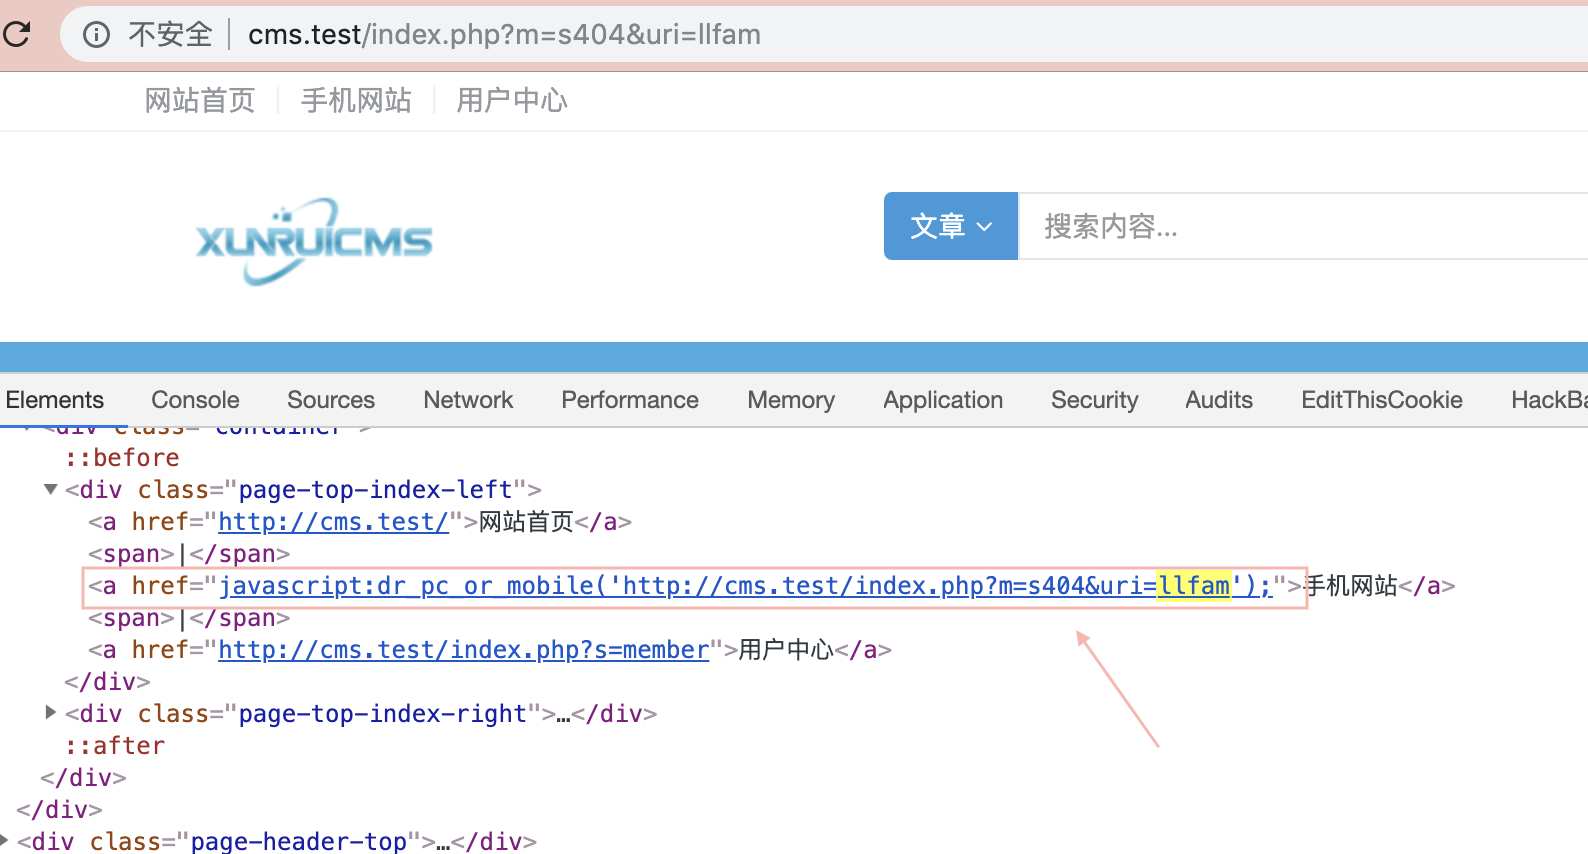 不安全 cms.test/index.php?m=s404&uri=llfam
网站首页 手机网站 用户中心
XUNRUICMS
文章 搜索内容...
Elements Console Sources Network Performance Memory Application Security Audits EditThisCookie HackBa
<div class="container">
::before
<div class="page-top-index-left">
<a href="http://cms.test/">网站首页</a>
<span>|</span>
<a href="javascript:dr_pc_or_mobile('http://cms.test/index.php?m=s404&uri=llfam');">手机网站</a>
<span>|</span>
<a href="http://cms.test/index.php?s=member">用户中心</a>
</div>
<div class="page-top-index-right">…</div>
::after
</div>
</div>
<div class="page-header-top">…</div>